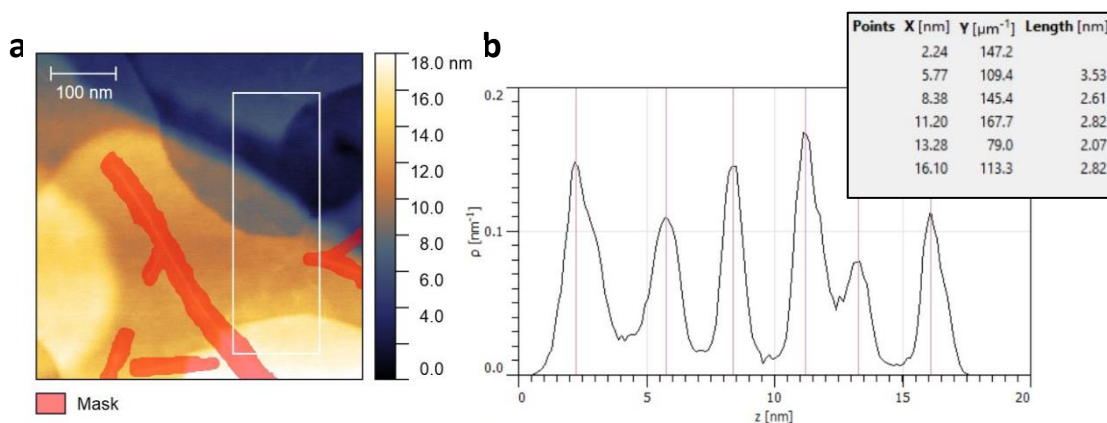 a
100 nm
18.0 nm
16.0
14.0
12.0
10.0
8.0
6.0
4.0
2.0
0.0
Mask
b
Points X [nm] Y [µm⁻¹] Length [nm]
2.24 147.2
5.77 109.4 3.53
8.38 145.4 2.61
11.20 167.7 2.82
13.28 79.0 2.07
16.10 113.3 2.82
0.2
0.1
0.0
ρ [nm⁻¹]
0 5 10 15 20
z [nm]